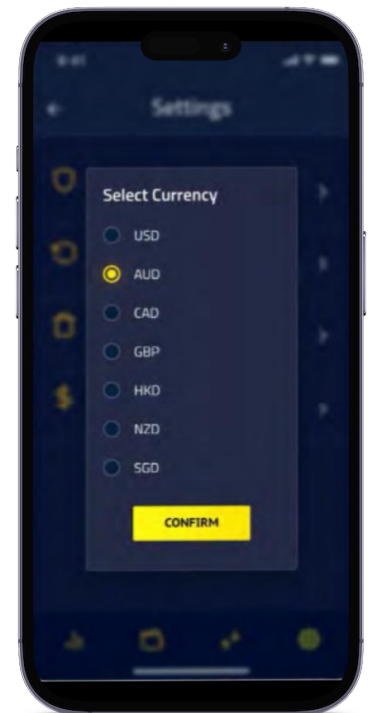 Settings
Select Currency
USD
AUD
CAD
GBP
HKD
NZD
SGD
CONFIRM